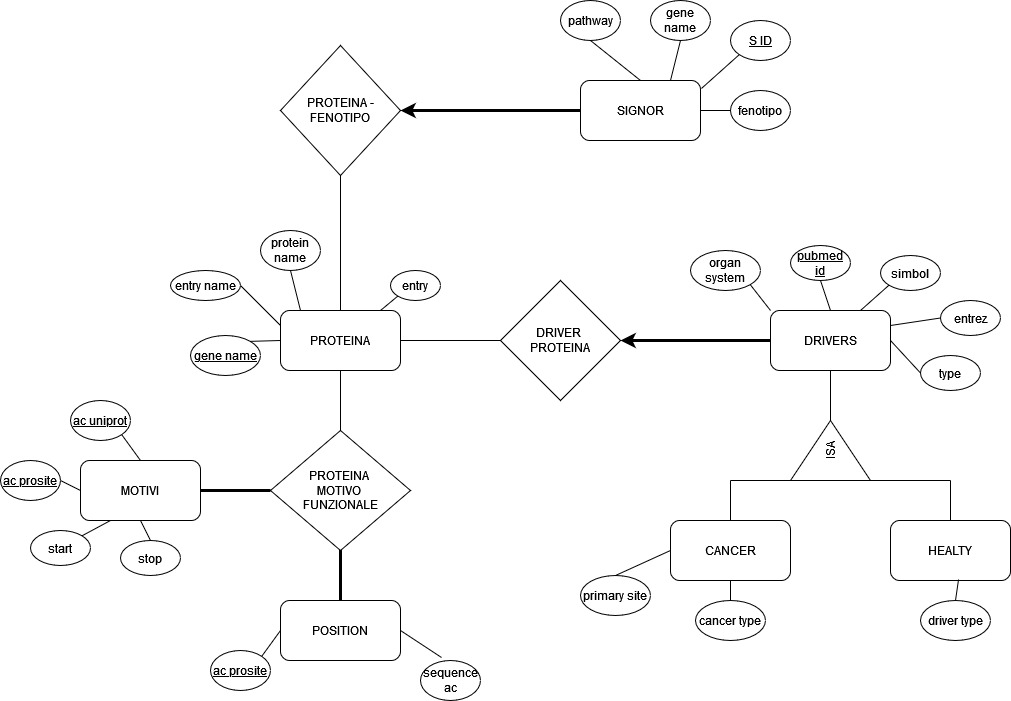 pathway
gene
name
S ID
PROTEINA -
FENOTIPO
SIGNOR
fenotipo
protein
name
entry name
entry
gene name
PROTEINA
DRIVER
PROTEINA
organ
system
pubmed
id
simbol
entrez
DRIVERS
type
ac uniprot
ac prosite
MOTIVI
start
stop
PROTEINA
MOTIVO
FUNZIONALE
ISA
CANCER
HEALTY
primary site
cancer type
driver type
POSITION
ac prosite
sequence
ac